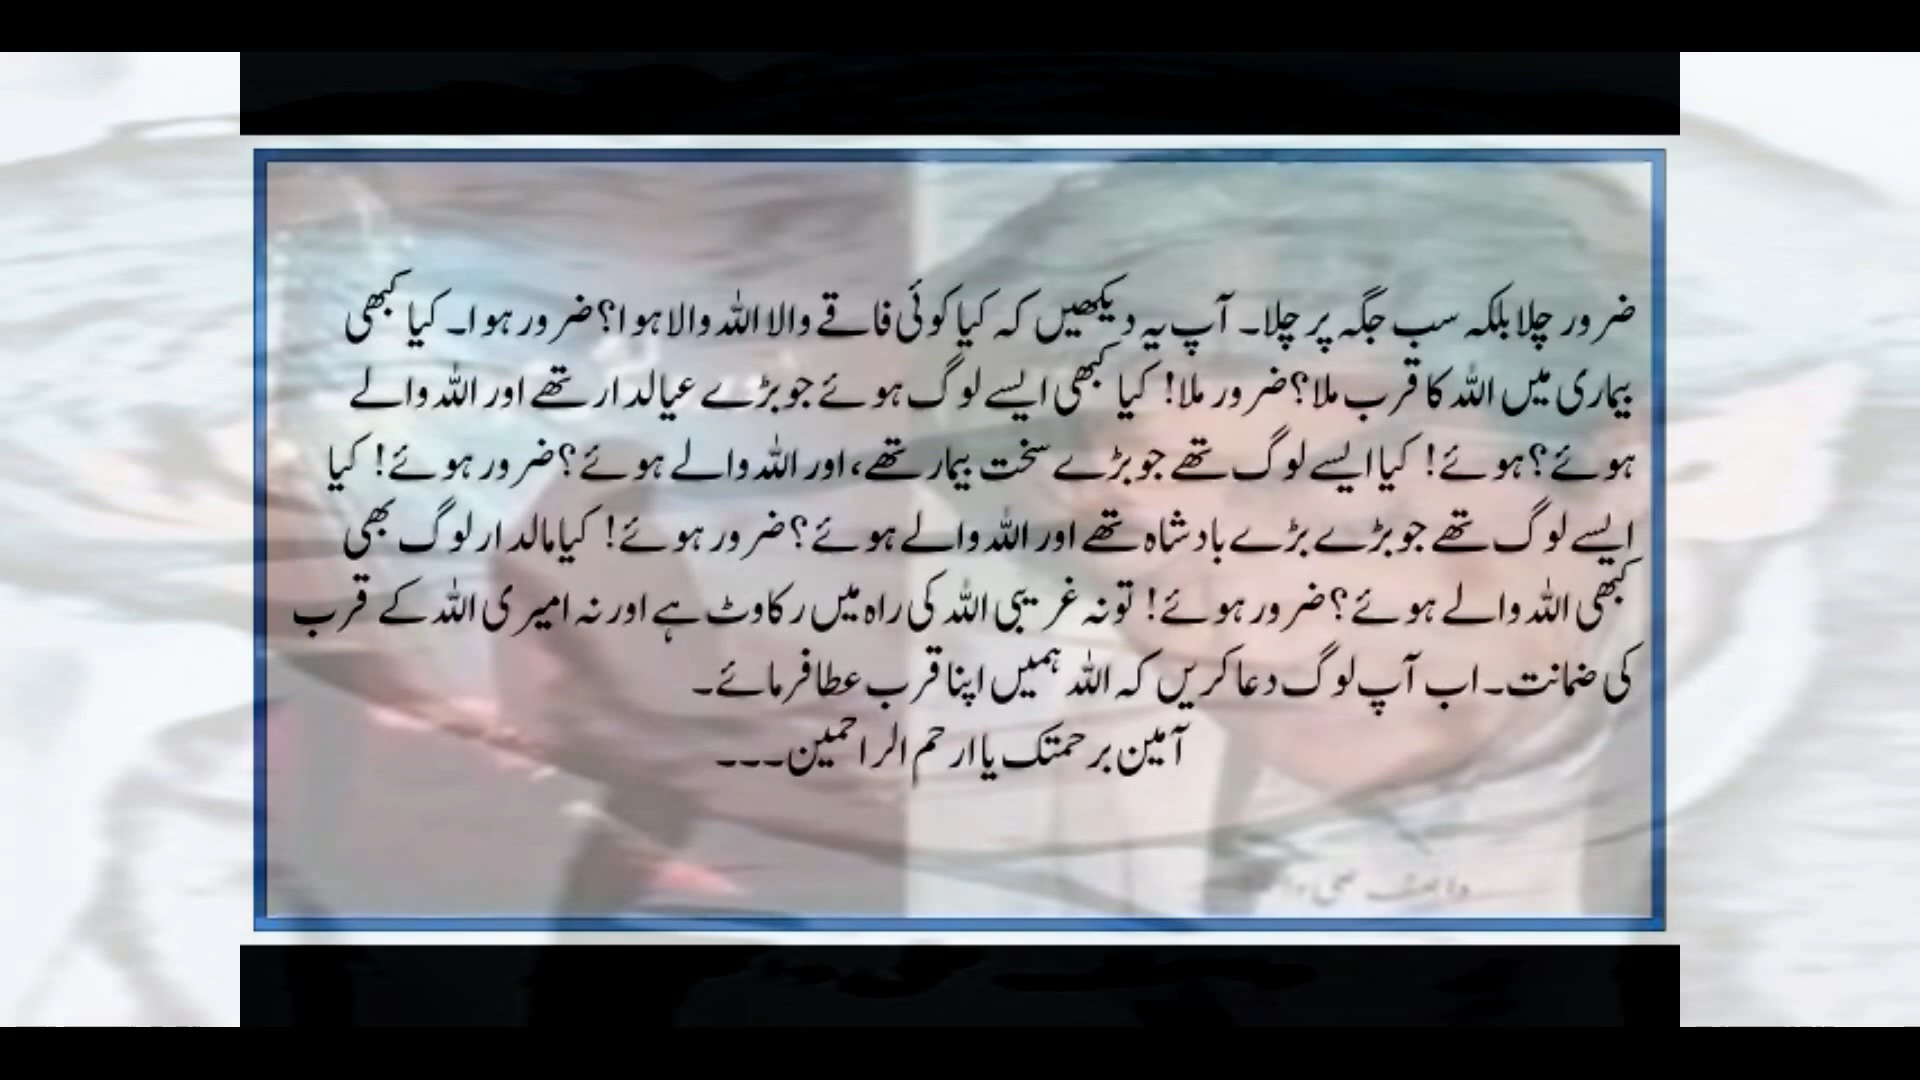 ضرور چلا بلکہ سب جگہ پر چلا۔ آپ یہ دیکھیں کہ کیا کوئی فاقے والا اللہ والا ہوا؟ ضرور ہوا۔ کیا کبھی
بیماری میں اللہ کا قرب ملا؟ ضرور ملا! کیا کبھی ایسے لوگ ہوئے جو بڑے عیالدار تھے اور اللہ والے
ہوئے؟ ہوئے! کیا ایسے لوگ تھے جو بڑے سخت بیمار تھے، اور اللہ والے ہوئے؟ ضرور ہوئے! کیا
ایسے لوگ تھے جو بڑے بڑے بادشاہ تھے اور اللہ والے ہوئے؟ ضرور ہوئے! کیا مالدار لوگ بھی
کبھی اللہ والے ہوئے؟ ضرور ہوئے! تو نہ غریبی اللہ کی راہ میں رکاوٹ ہے اور نہ امیری اللہ کے قرب
کی ضمانت۔ اب آپ لوگ دعا کریں کہ اللہ ہمیں اپنا قرب عطا فرمائے۔
آمین برحمتک یا ارحم الراحمین۔۔۔